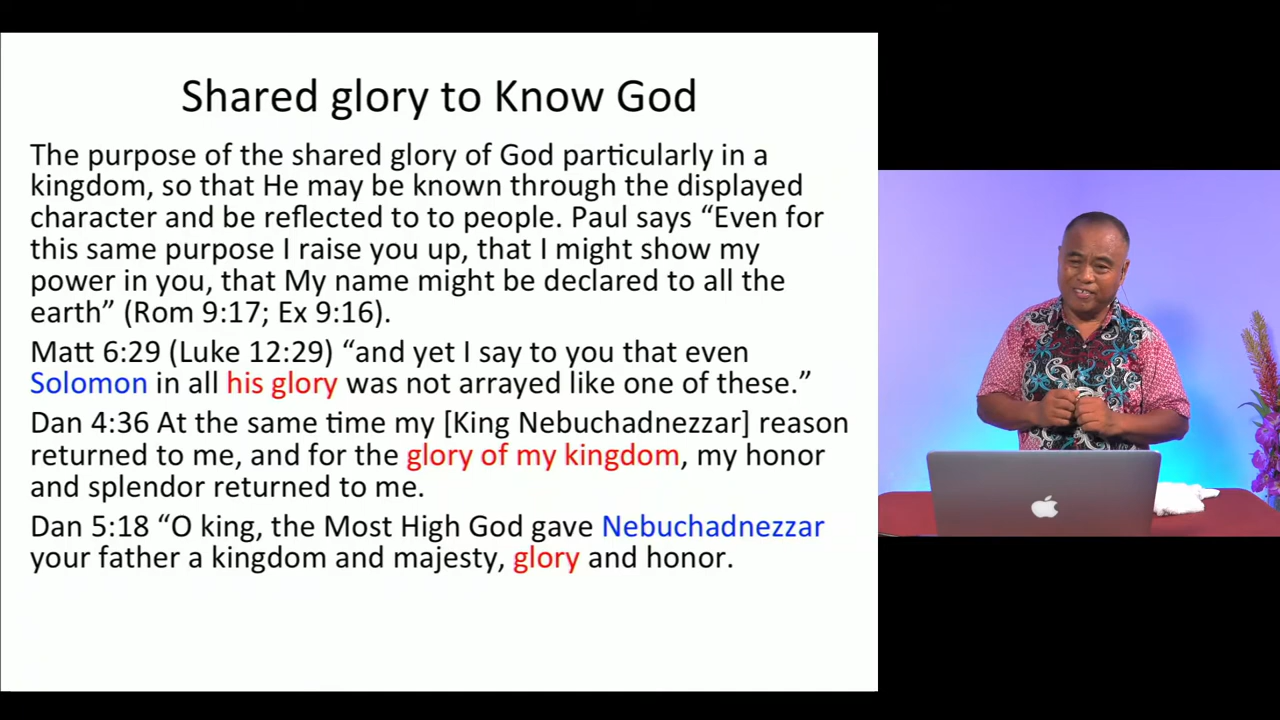 Shared glory to Know God
The purpose of the shared glory of God particularly in a
kingdom, so that He may be known through the displayed
character and be reflected to to people. Paul says “Even for
this same purpose I raise you up, that I might show my
power in you, that My name might be declared to all the
earth” (Rom 9:17; Ex 9:16).
Matt 6:29 (Luke 12:29) “and yet I say to you that even
Solomon in all his glory was not arrayed like one of these.”
Dan 4:36 At the same time my [King Nebuchadnezzar] reason
returned to me, and for the glory of my kingdom, my honor
and splendor returned to me.
Dan 5:18 “O king, the Most High God gave Nebuchadnezzar
your father a kingdom and majesty, glory and honor.